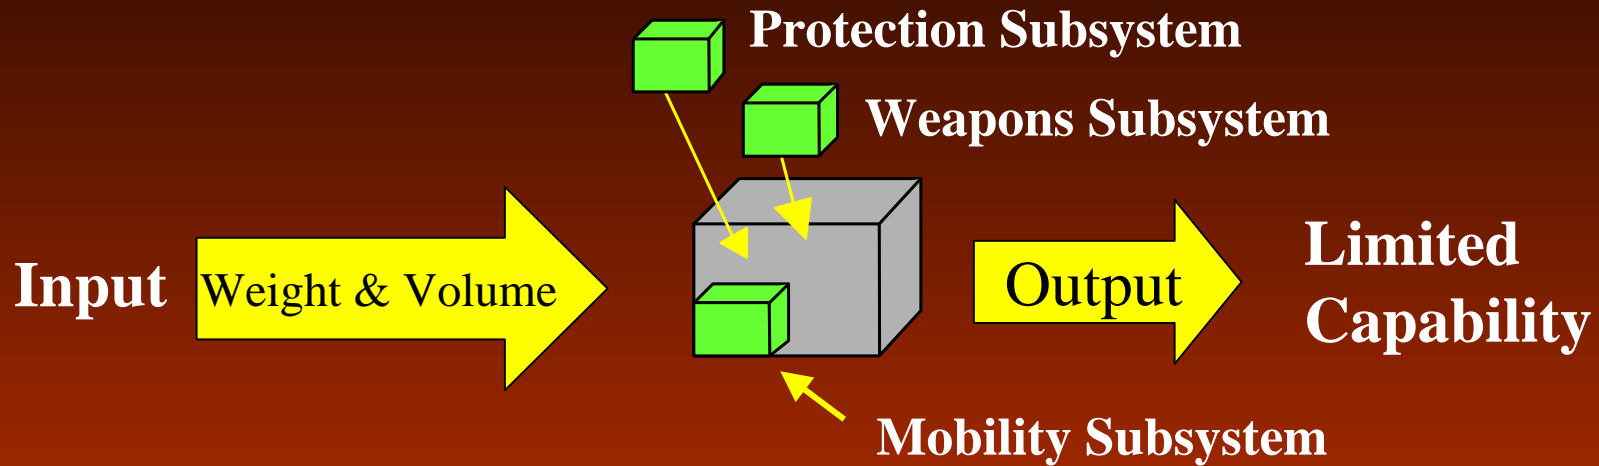 Protection Subsystem
Weapons Subsystem
Input
Weight & Volume
Output
Limited
Capability
Mobility Subsystem